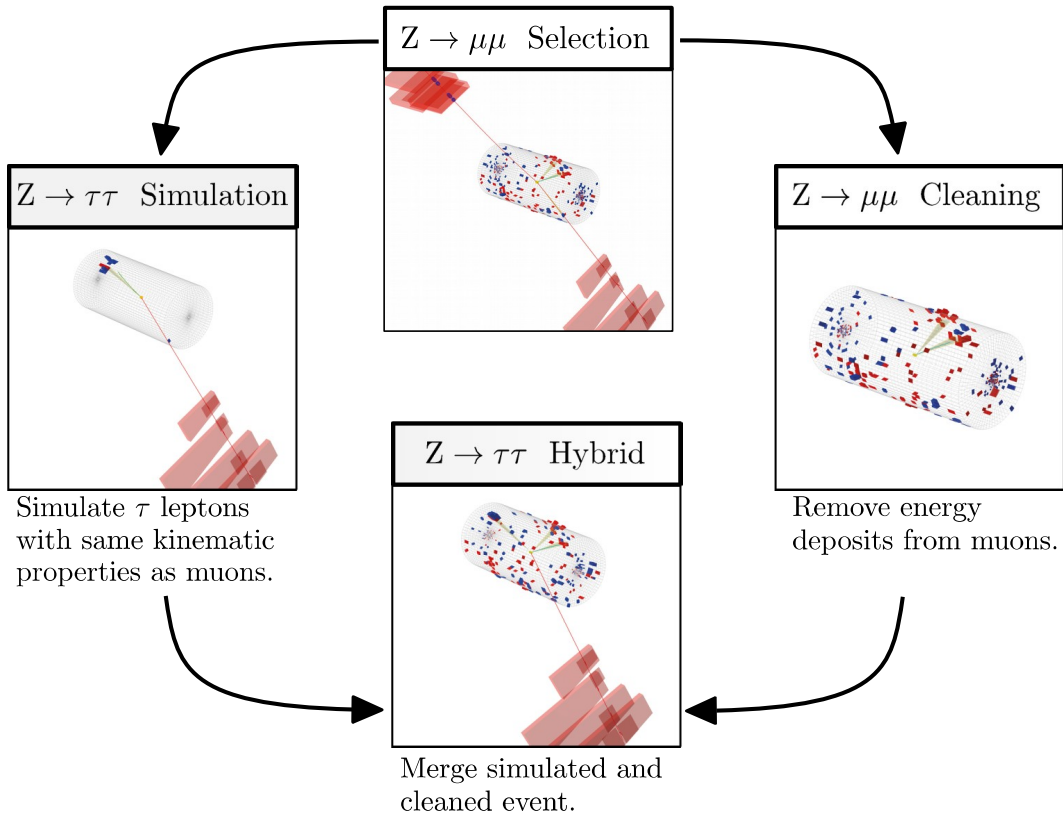 Z → μμ Selection
Z → ττ Simulation
Z → μμ Cleaning
Simulate τ leptons
with same kinematic
properties as muons.
Remove energy
deposits from muons.
Z → ττ Hybrid
Merge simulated and
cleaned event.